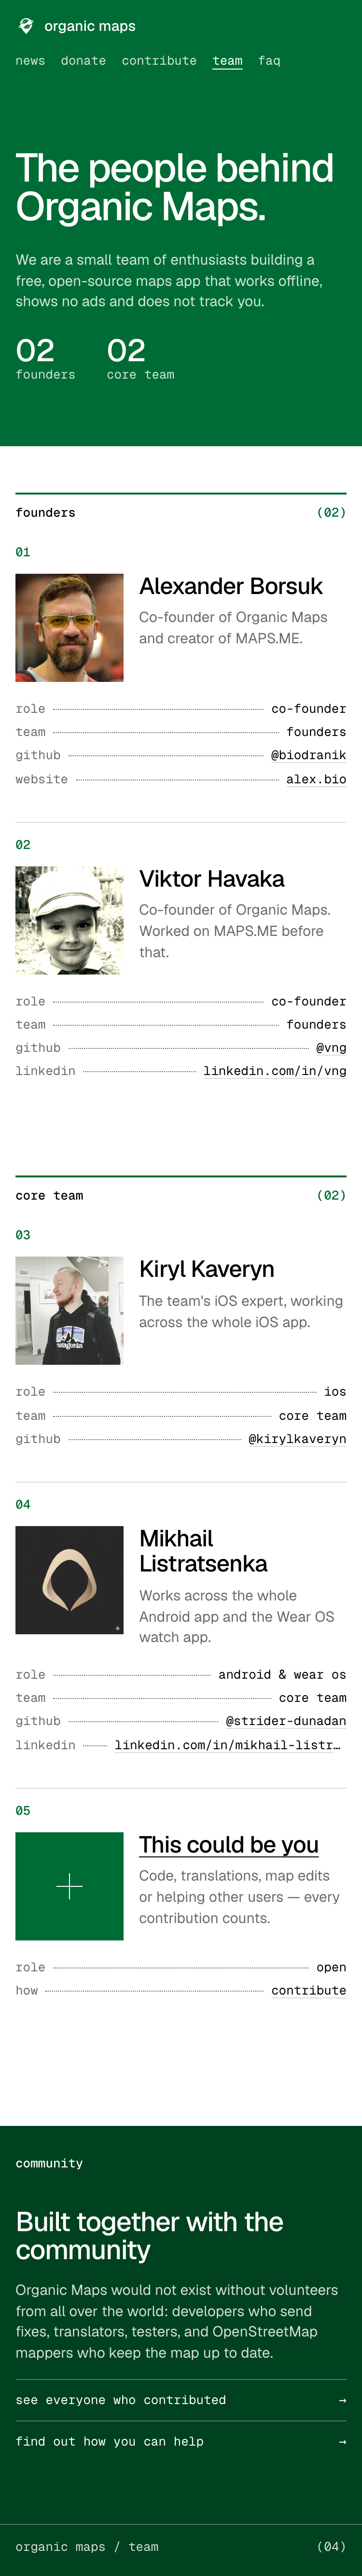 organic maps
news donate contribute team faq
The people behind
Organic Maps.
We are a small team of enthusiasts building a
free, open-source maps app that works offline,
shows no ads and does not track you.
02 02
founders core team
founders (02)
01
Alexander Borsuk
Co-founder of Organic Maps
and creator of MAPS.ME.
role co-founder
team founders
github @biodranik
website alex.bio
02
Viktor Havaka
Co-founder of Organic Maps.
Worked on MAPS.ME before
that.
role co-founder
team founders
github @vng
linkedin linkedin.com/in/vng
core team (02)
03
Kiryl Kaveryn
The team's iOS expert, working
across the whole iOS app.
patagonia
role ios
team core team
github @kirylkaveryn
04
Mikhail
Listratsenka
Works across the whole
Android app and the Wear OS
watch app.
role android & wear os
team core team
github @strider-dunadan
linkedin linkedin.com/in/mikhail-listr…
05
This could be you
Code, translations, map edits
or helping other users — every
contribution counts.
role open
how contribute
community
Built together with the
community
Organic Maps would not exist without volunteers
from all over the world: developers who send
fixes, translators, testers, and OpenStreetMap
mappers who keep the map up to date.
see everyone who contributed →
find out how you can help →
organic maps / team (04)